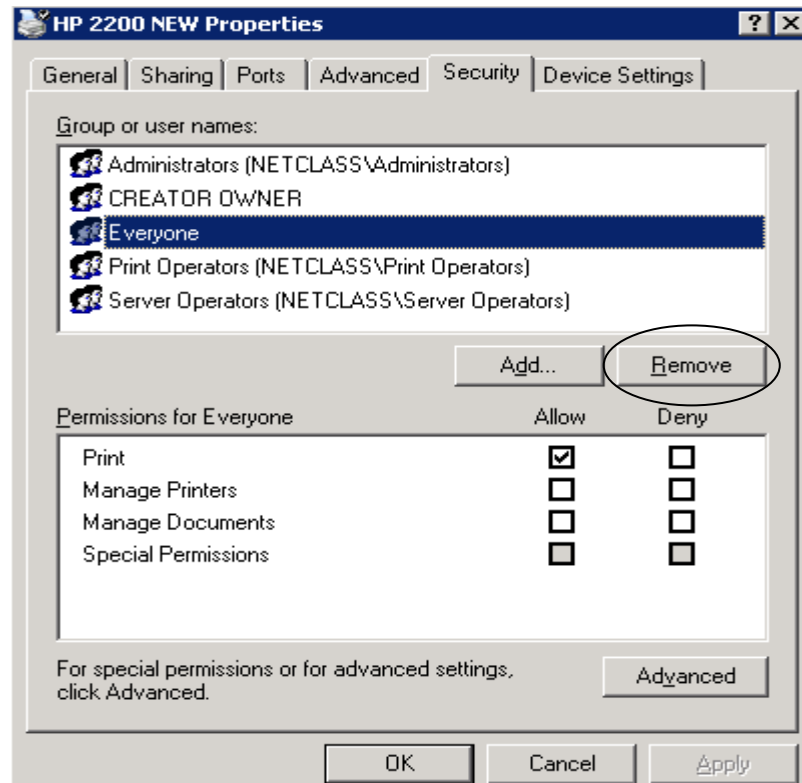 HP 2200 NEW Properties
General Sharing Ports Advanced Security Device Settings
Group or user names:
Administrators (NETCLASS\Administrators)
CREATOR OWNER
Everyone
Print Operators (NETCLASS\Print Operators)
Server Operators (NETCLASS\Server Operators)
Add... Remove
Permissions for Everyone Allow Deny
Print
Manage Printers
Manage Documents
Special Permissions
For special permissions or for advanced settings,
click Advanced.
Advanced
OK Cancel Apply